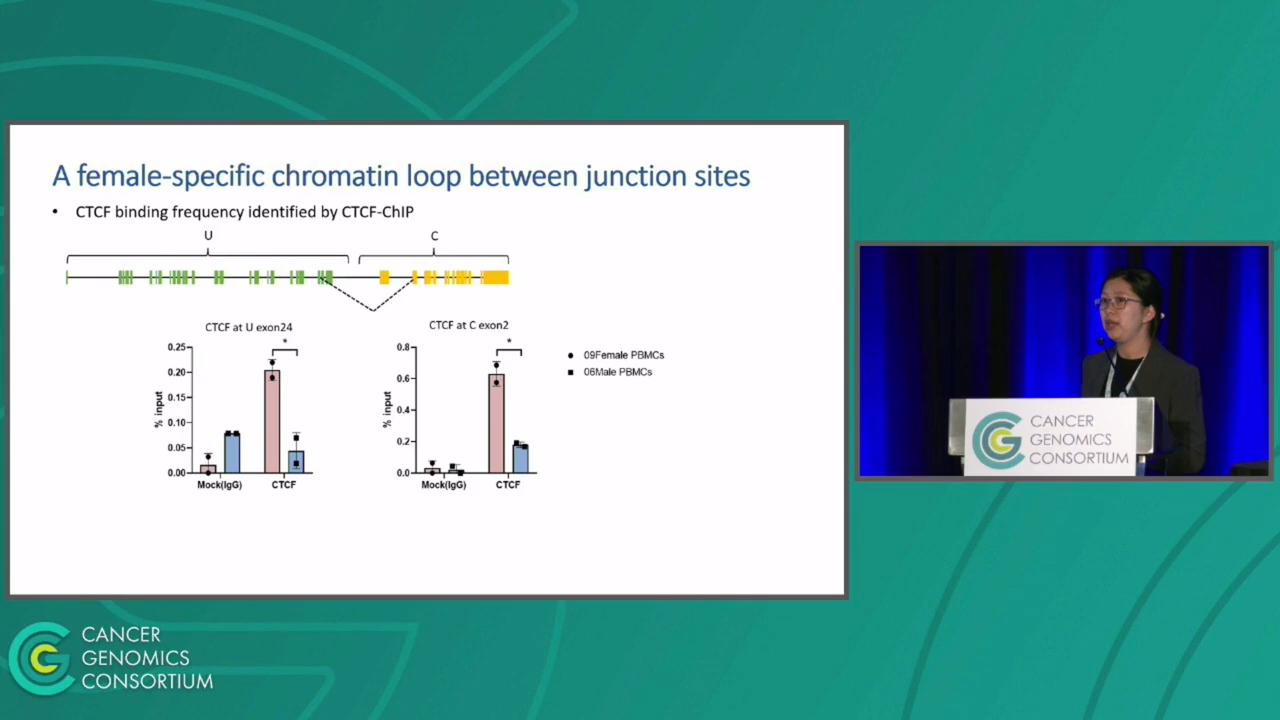 A female-specific chromatin loop between junction sites
• CTCF binding frequency identified by CTCF-ChIP
U
C
CTCF at U exon24
*
0.25
0.20
0.15
0.10
0.05
0.00
% input
Mock(IgG)
CTCF
CTCF at C exon2
*
0.8
0.6
0.4
0.2
0.0
% input
Mock(IgG)
CTCF
09Female PBMCs
06Male PBMCs
CANCER
GENOMICS
CONSORTIUM
CANCER
GENOMICS
CONSORTIUM